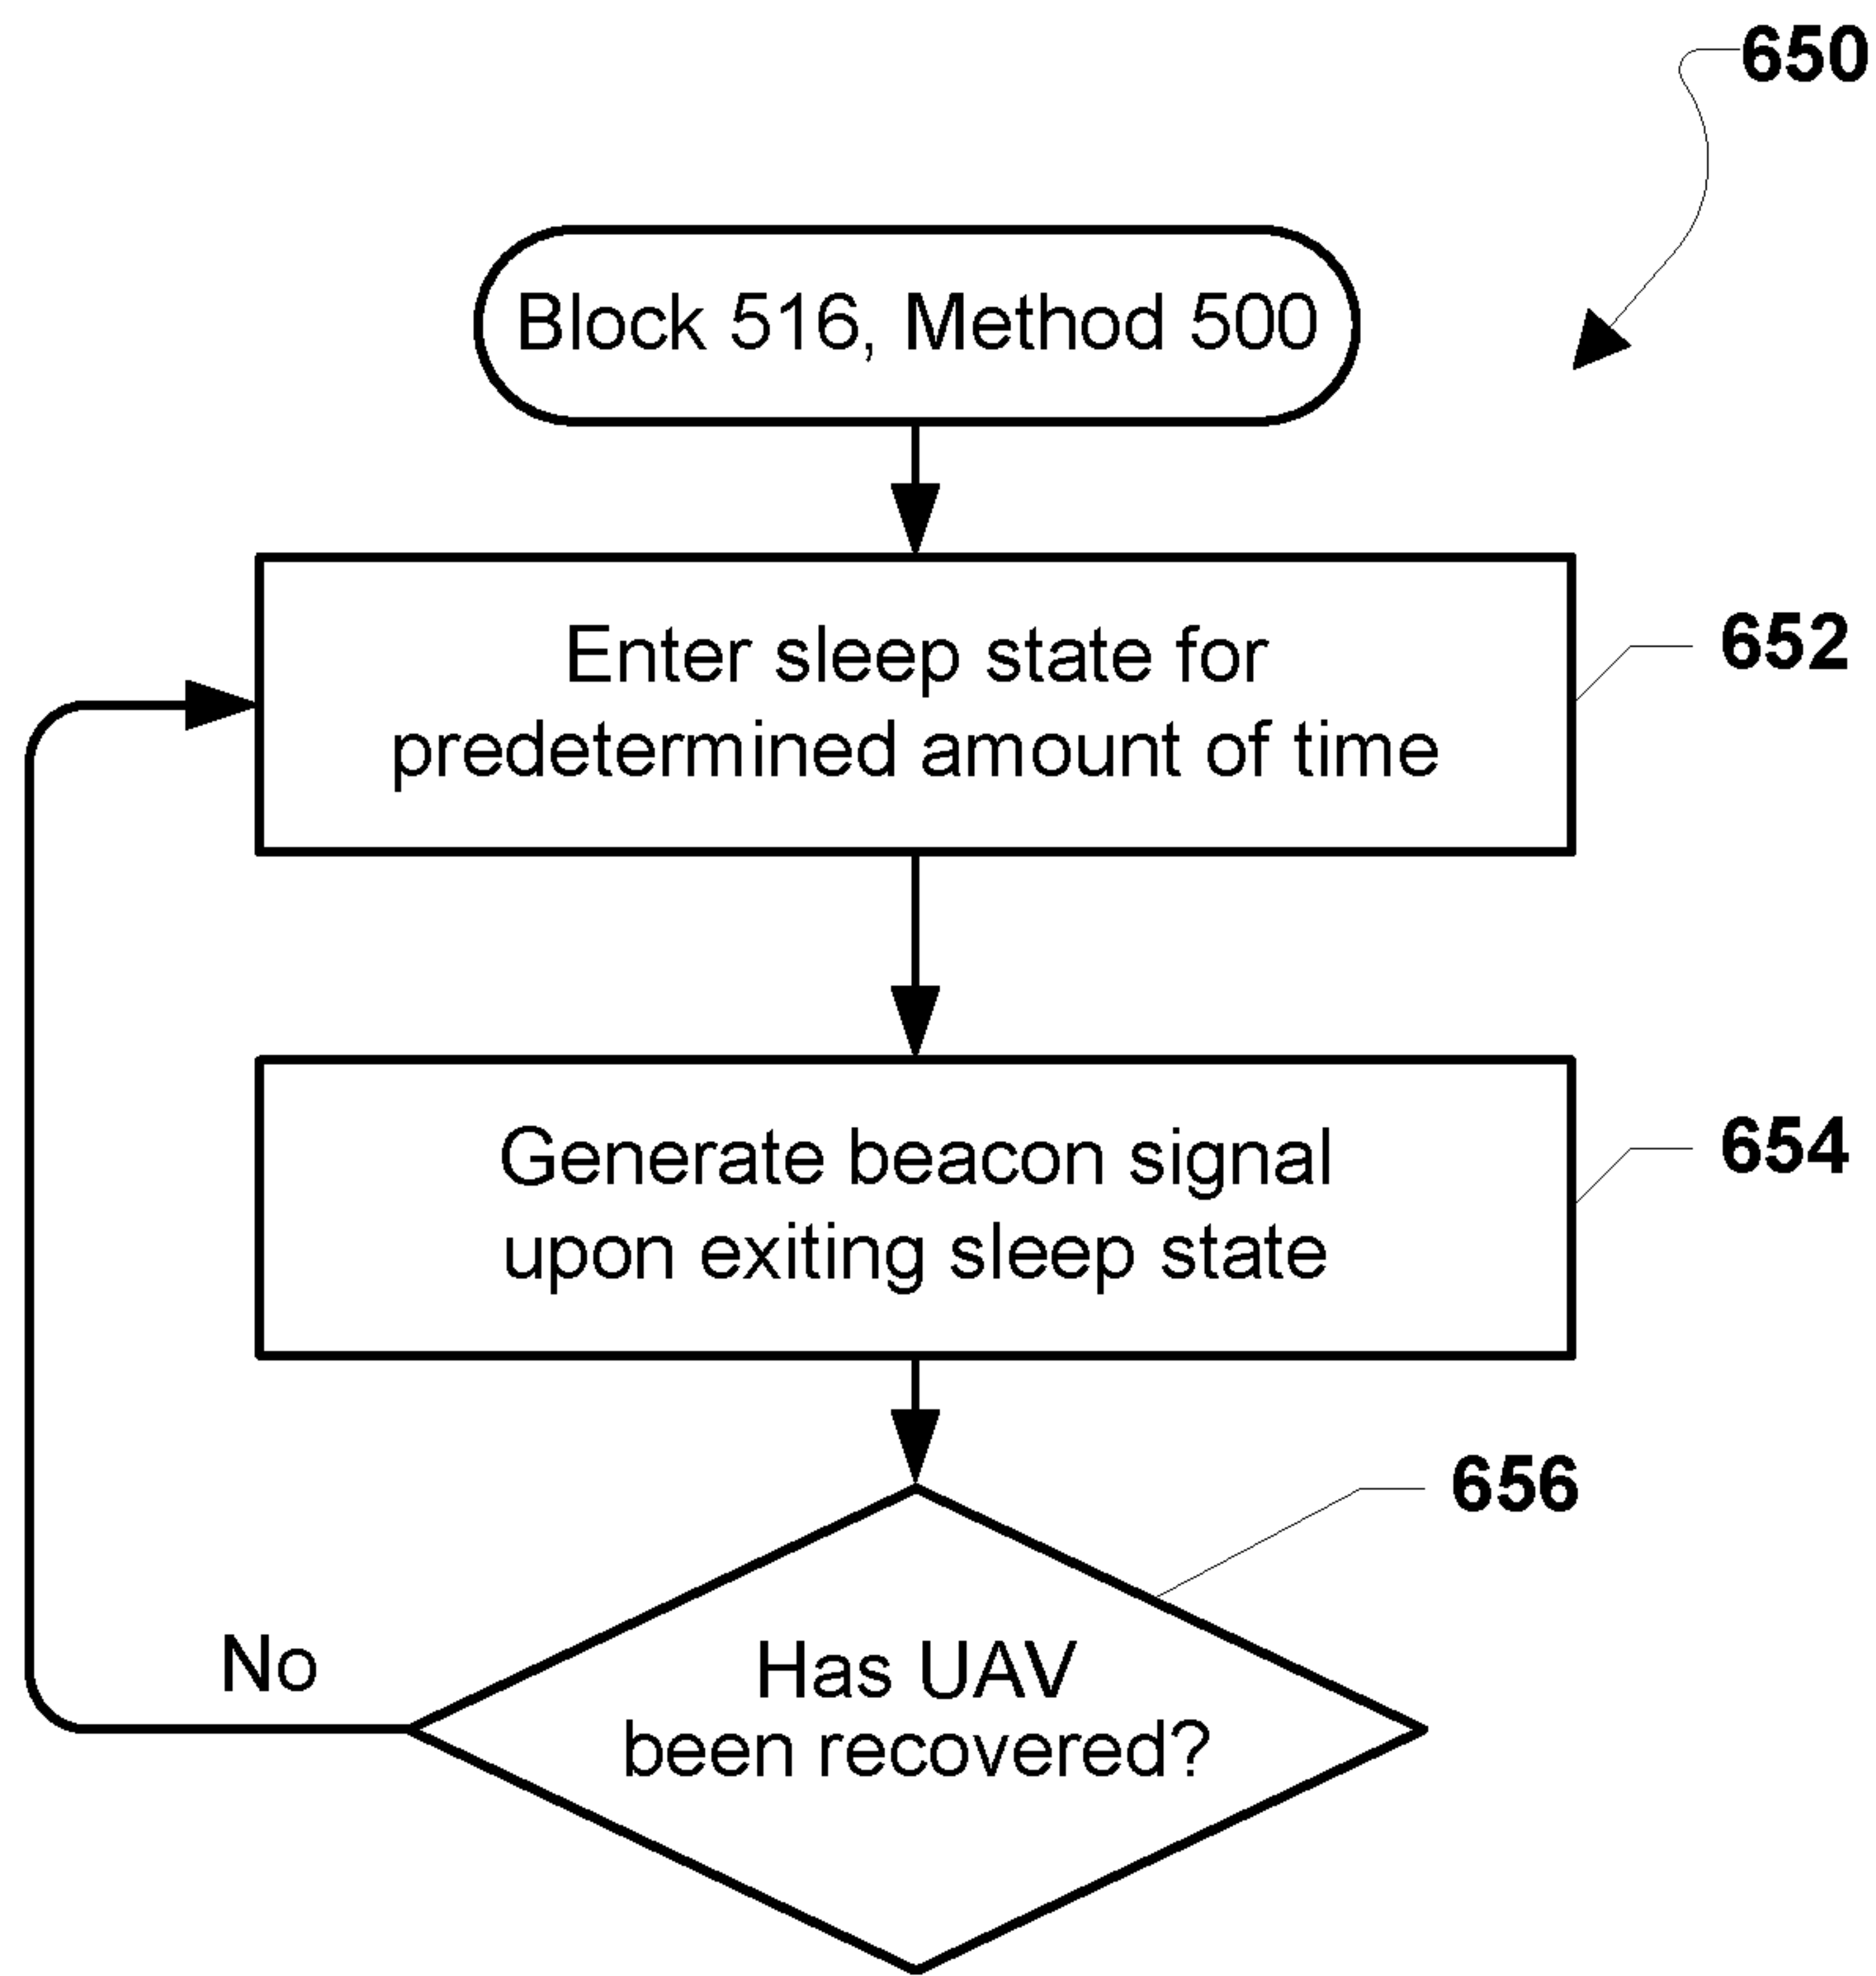 650
Block 516, Method 500
Enter sleep state for
predetermined amount of time
652
Generate beacon signal
upon exiting sleep state
654
656
Has UAV
been recovered?
No